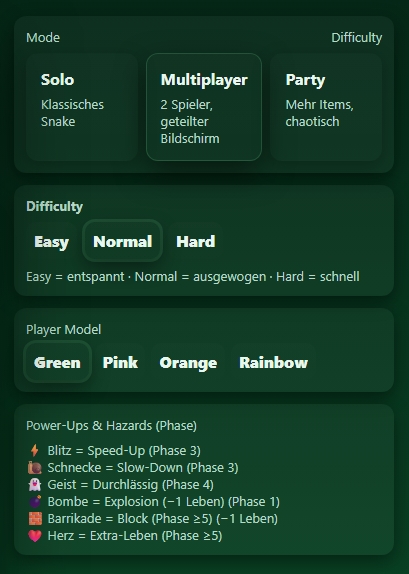 Mode Difficulty
Solo
Klassisches
Snake
Multiplayer
2 Spieler,
geteilter
Bildschirm
Party
Mehr Items,
chaotisch
Difficulty
Easy Normal Hard
Easy = entspannt · Normal = ausgewogen · Hard = schnell
Player Model
Green Pink Orange Rainbow
Power-Ups & Hazards (Phase)
⚡ Blitz = Speed-Up (Phase 3)
🐌 Schnecke = Slow-Down (Phase 3)
👻 Geist = Durchlässig (Phase 4)
💣 Bombe = Explosion (−1 Leben) (Phase 1)
🧱 Barrikade = Block (Phase ≥5) (−1 Leben)
❤️ Herz = Extra-Leben (Phase ≥5)